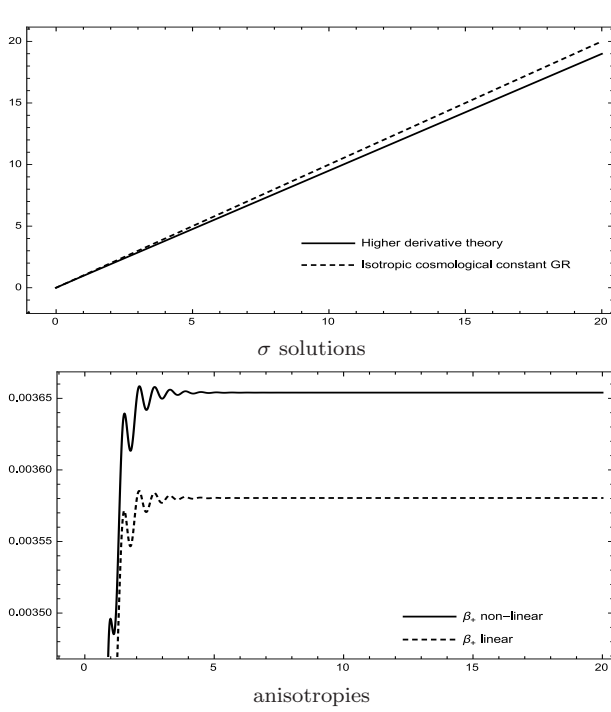 20
15
10
5
0
Higher derivative theory
Isotropic cosmological constant GR
0 5 10 15 20
σ solutions
0.00365
0.00360
0.00355
0.00350
β₊ non-linear
β₊ linear
0 5 10 15 20
anisotropies